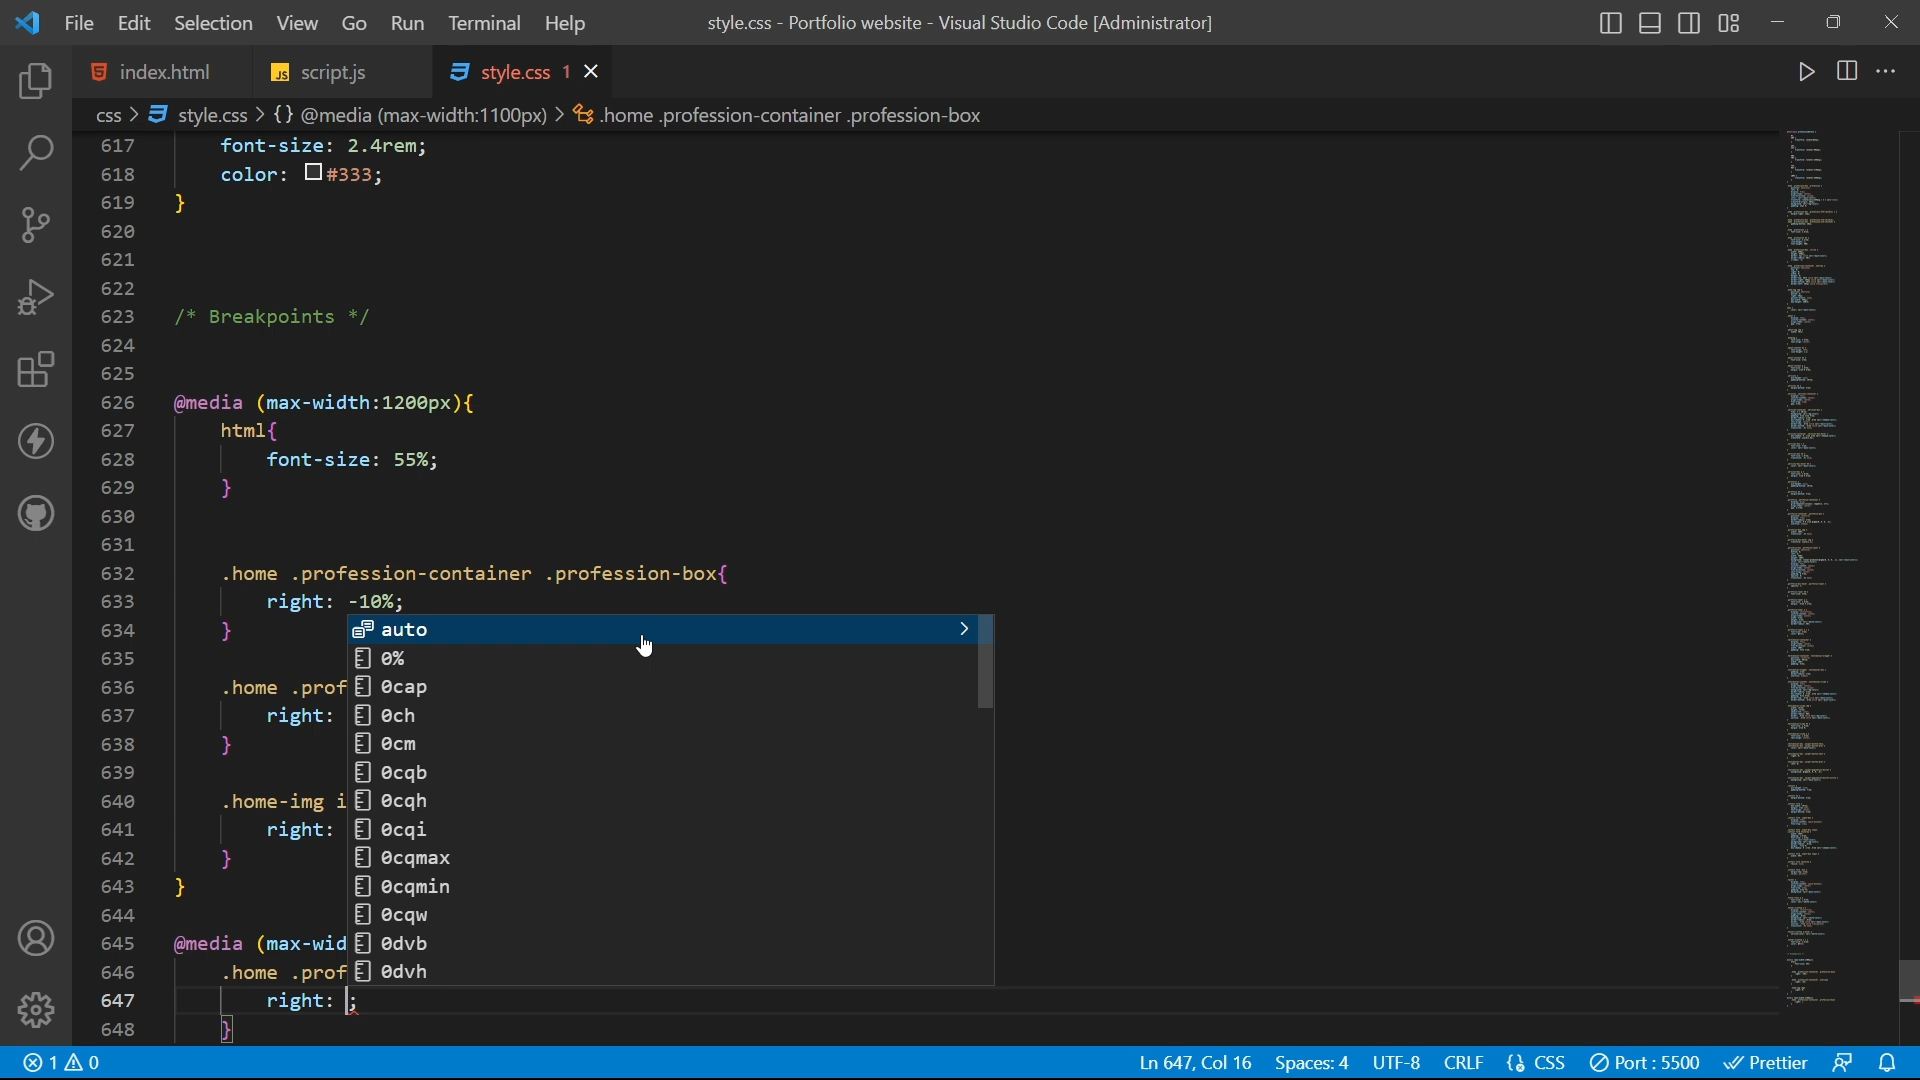 File Edit Selection View Go Run Terminal Help style.css - Portfolio website - Visual Studio Code [Administrator]
index.html JS script.js style.css 1
css > style.css > {} @media (max-width:1100px) > .home .profession-container .profession-box
617 font-size: 2.4rem;
618 color: #333;
619 }
620
621
622
623 /* Breakpoints */
624
625
626 @media (max-width:1200px){
627 html{
628 font-size: 55%;
629 }
630
631
632 .home .profession-container .profession-box{
633 right: -10%;
634 } auto
635 0%
636 .home .prof 0cap
637 right: 0ch
638 } 0cm
639 0cqb
640 .home-img i 0cqh
641 right: 0cqi
642 } 0cqmax
643 } 0cqmin
644 0cqw
645 @media (max-wid 0dvb
646 .home .prof 0dvh
647 right: ;
648 }
1 0 Ln 647, Col 16 Spaces: 4 UTF-8 CRLF {} CSS Port : 5500 Prettier